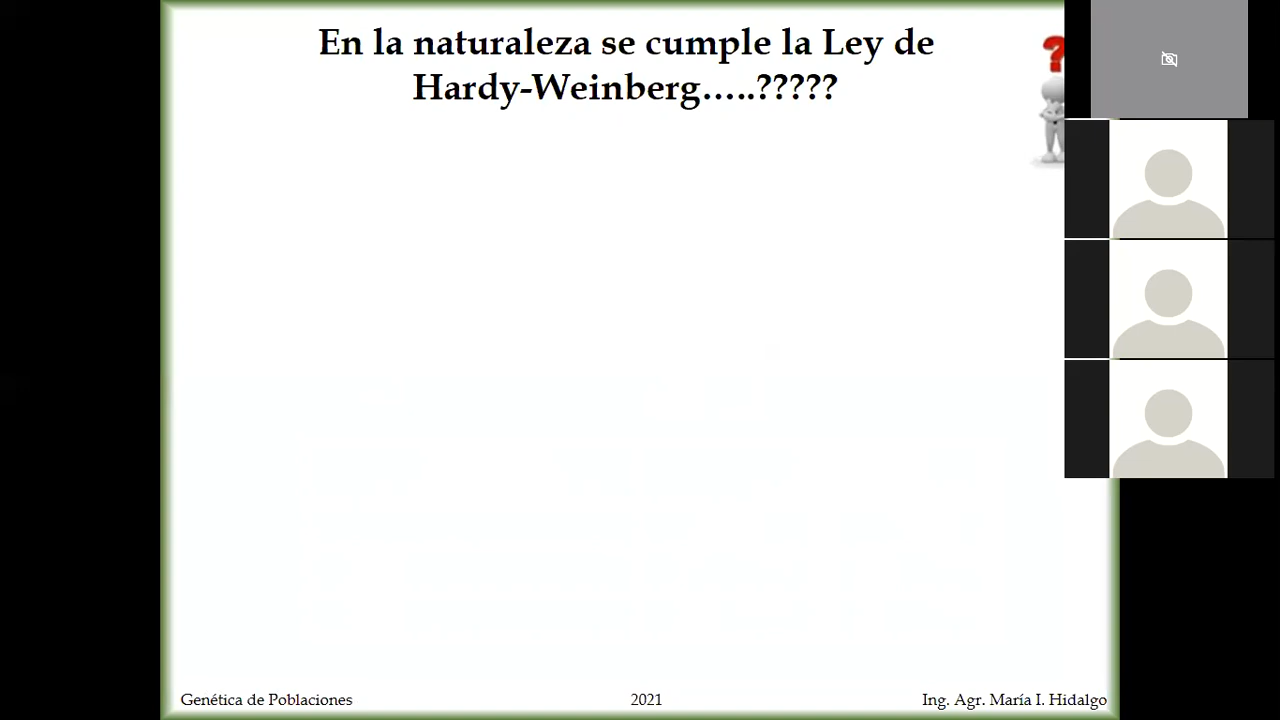 En la naturaleza se cumple la Ley de
Hardy-Weinberg.....?????
?
Genética de Poblaciones
2021
Ing. Agr. María I. Hidalgo